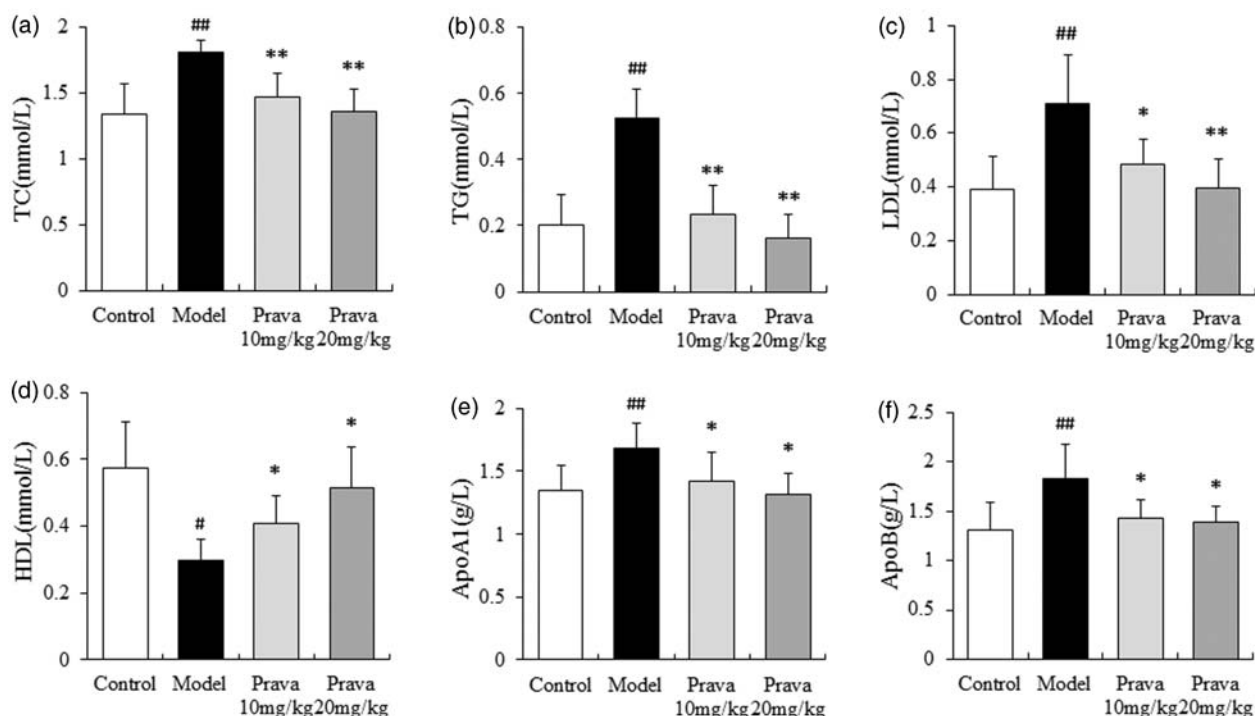 (a)
TC(mmol/L)
2
1.5
1
0.5
0
##
**
**
Control Model Prava Prava
10mg/kg 20mg/kg
(b)
TG(mmol/L)
0.8
0.6
0.4
0.2
0
##
**
**
Control Model Prava Prava
10mg/kg 20mg/kg
(c)
LDL(mmol/L)
1
0.8
0.6
0.4
0.2
0
##
*
**
Control Model Prava Prava
10mg/kg 20mg/kg
(d)
HDL(mmol/L)
0.8
0.6
0.4
0.2
0
#
*
*
Control Model Prava Prava
10mg/kg 20mg/kg
(e)
ApoA1(g/L)
2
1.5
1
0.5
0
##
*
*
Control Model Prava Prava
10mg/kg 20mg/kg
(f)
ApoB(g/L)
2.5
2
1.5
1
0.5
0
##
*
*
Control Model Prava Prava
10mg/kg 20mg/kg